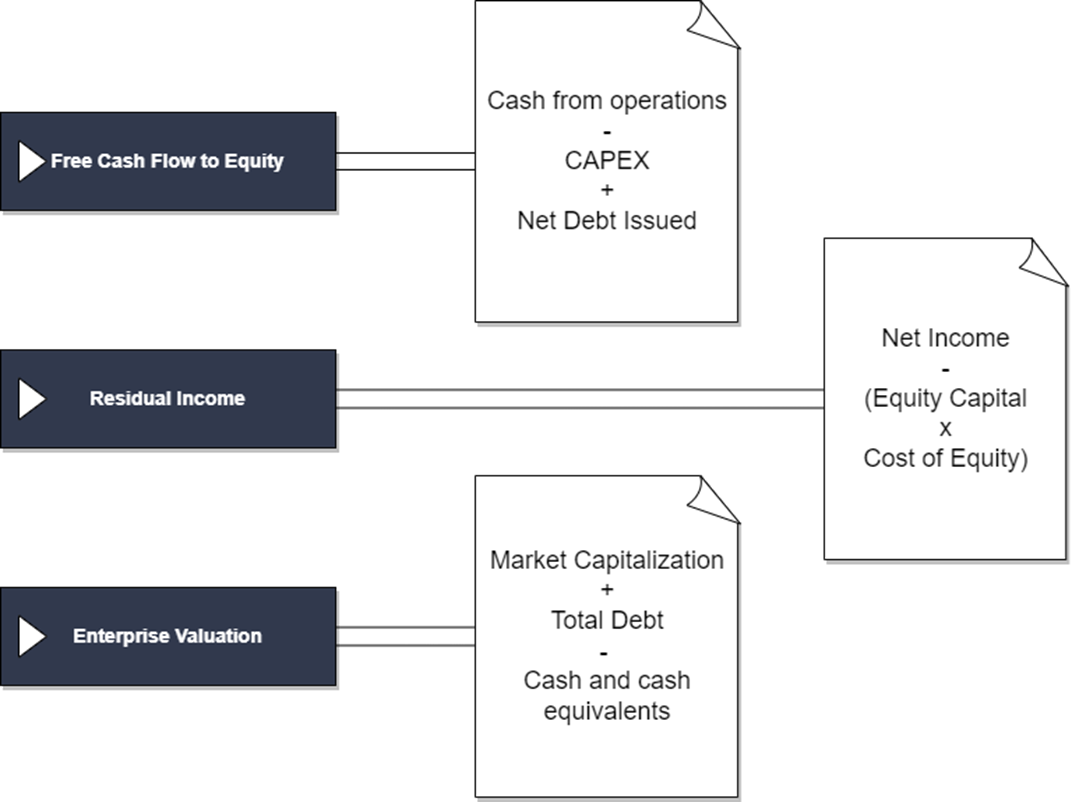 Free Cash Flow to Equity
Cash from operations
-
CAPEX
+
Net Debt Issued
Residual Income
Net Income
-
(Equity Capital
x
Cost of Equity)
Enterprise Valuation
Market Capitalization
+
Total Debt
-
Cash and cash
equivalents